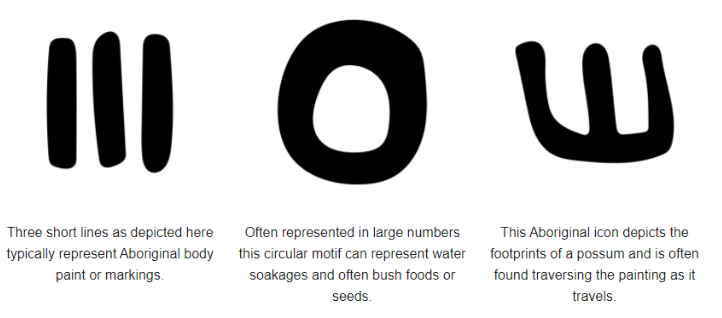 Three short lines as depicted here
typically represent Aboriginal body
paint or markings.
Often represented in large numbers
this circular motif can represent water
soakages and often bush foods or
seeds.
This Aboriginal icon depicts the
footprints of a possum and is often
found traversing the painting as it
travels.